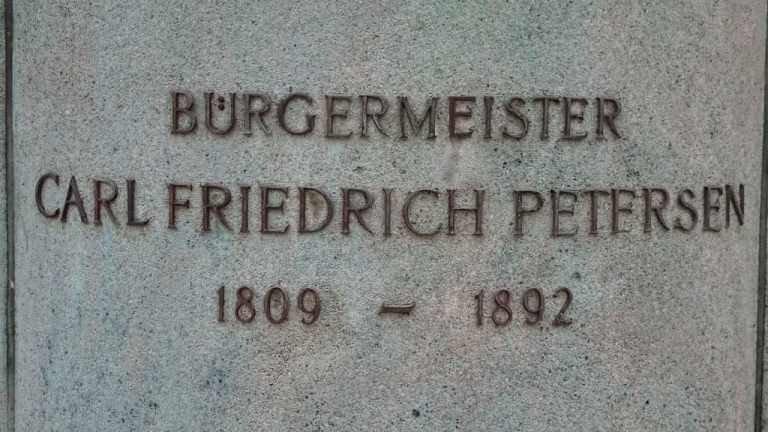 BÜRGERMEISTER
CARL FRIEDRICH PETERSEN
1809 – 1892